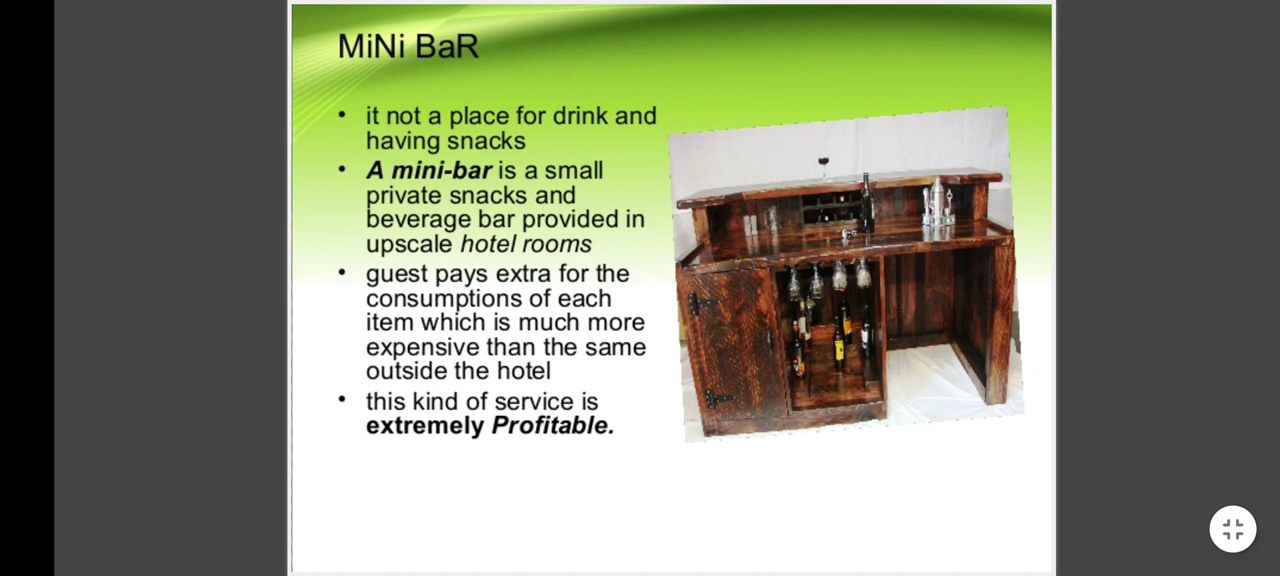 MiNi BaR
• it not a place for drink and
having snacks
• A mini-bar is a small
private snacks and
beverage bar provided in
upscale hotel rooms
• guest pays extra for the
consumptions of each
item which is much more
expensive than the same
outside the hotel
• this kind of service is
extremely Profitable.